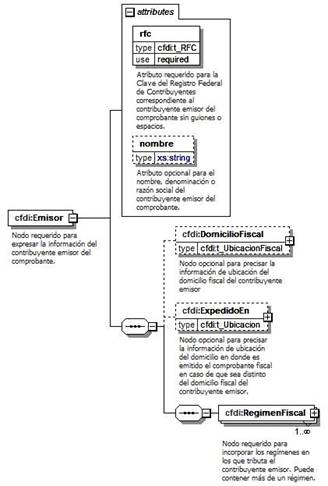 attributes
rfc
type cfdi:t_RFC
use required
Atributo requerido para la
Clave del Registro Federal
de Contribuyentes
correspondiente al
contribuyente emisor del
comprobante sin guiones o
espacios.
nombre
type xs:string
Atributo opcional para el
nombre, denominación o
razón social del
contribuyente emisor del
comprobante.
cfdi:Emisor
Nodo requerido para
expresar la información del
contribuyente emisor del
comprobante.
cfdi:DomicilioFiscal
type cfdi:t_UbicacionFiscal
Nodo opcional para precisar la
información de ubicación del
domicilio fiscal del contribuyente
emisor
cfdi:ExpedidoEn
type cfdi:t_Ubicacion
Nodo opcional para precisar
la información de ubicación
del domicilio en donde es
emitido el comprobante fiscal
en caso de que sea distinto
del domicilio fiscal del
contribuyente emisor.
cfdi:RegimenFiscal
1..∞
Nodo requerido para
incorporar los regímenes en
los que tributa el
contribuyente emisor. Puede
contener más de un régimen.